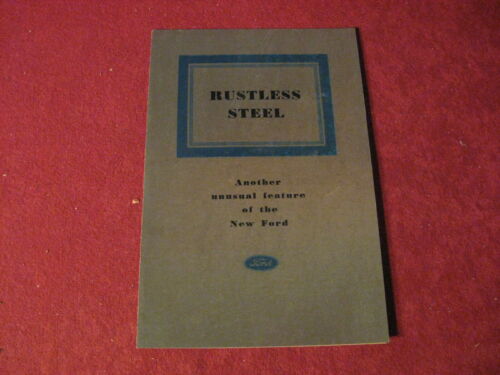 RUSTLESS
STEEL
Another
unusual feature
of the
New Ford
Ford